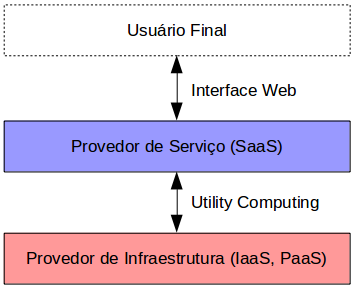 Usuário Final
Interface Web
Provedor de Serviço (SaaS)
Utility Computing
Provedor de Infraestrutura (IaaS, PaaS)